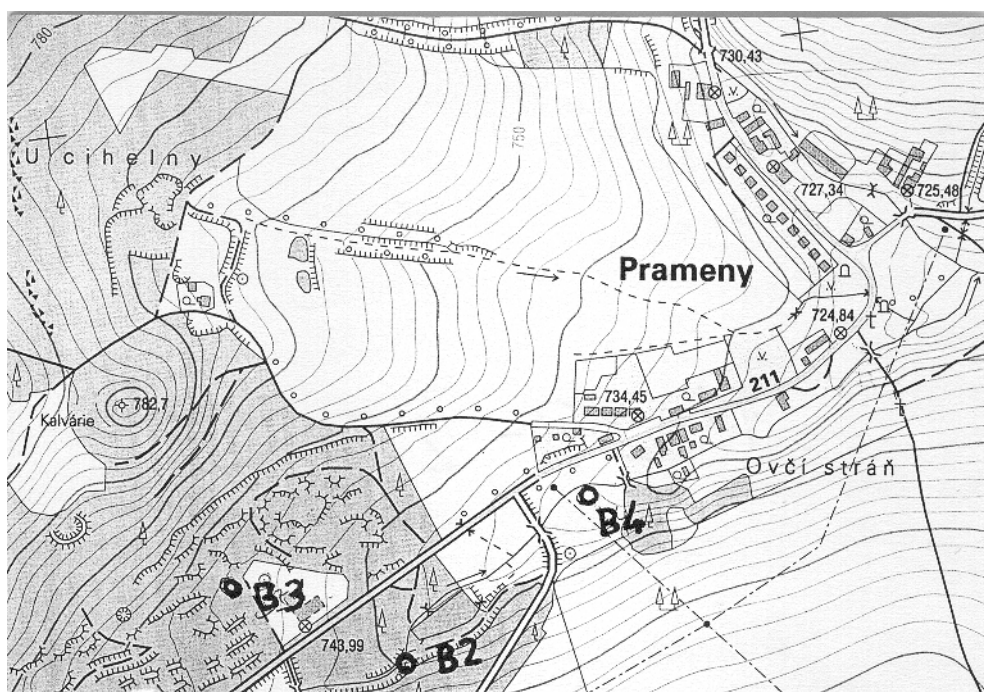 780
730,43
750
U cihelny
727,34
725,48
Prameny
724,84
211
782,7
Kalvárie
734,45
Ovčí stráň
B4
B3
743,99
B2